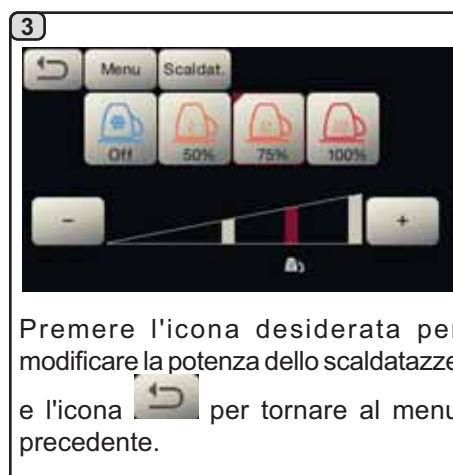 3
Menu Scaldat.
Off 50% 75% 100%
- +
Premere l'icona desiderata per
modificare la potenza dello scaldatazze
e l'icona per tornare al menu
precedente.